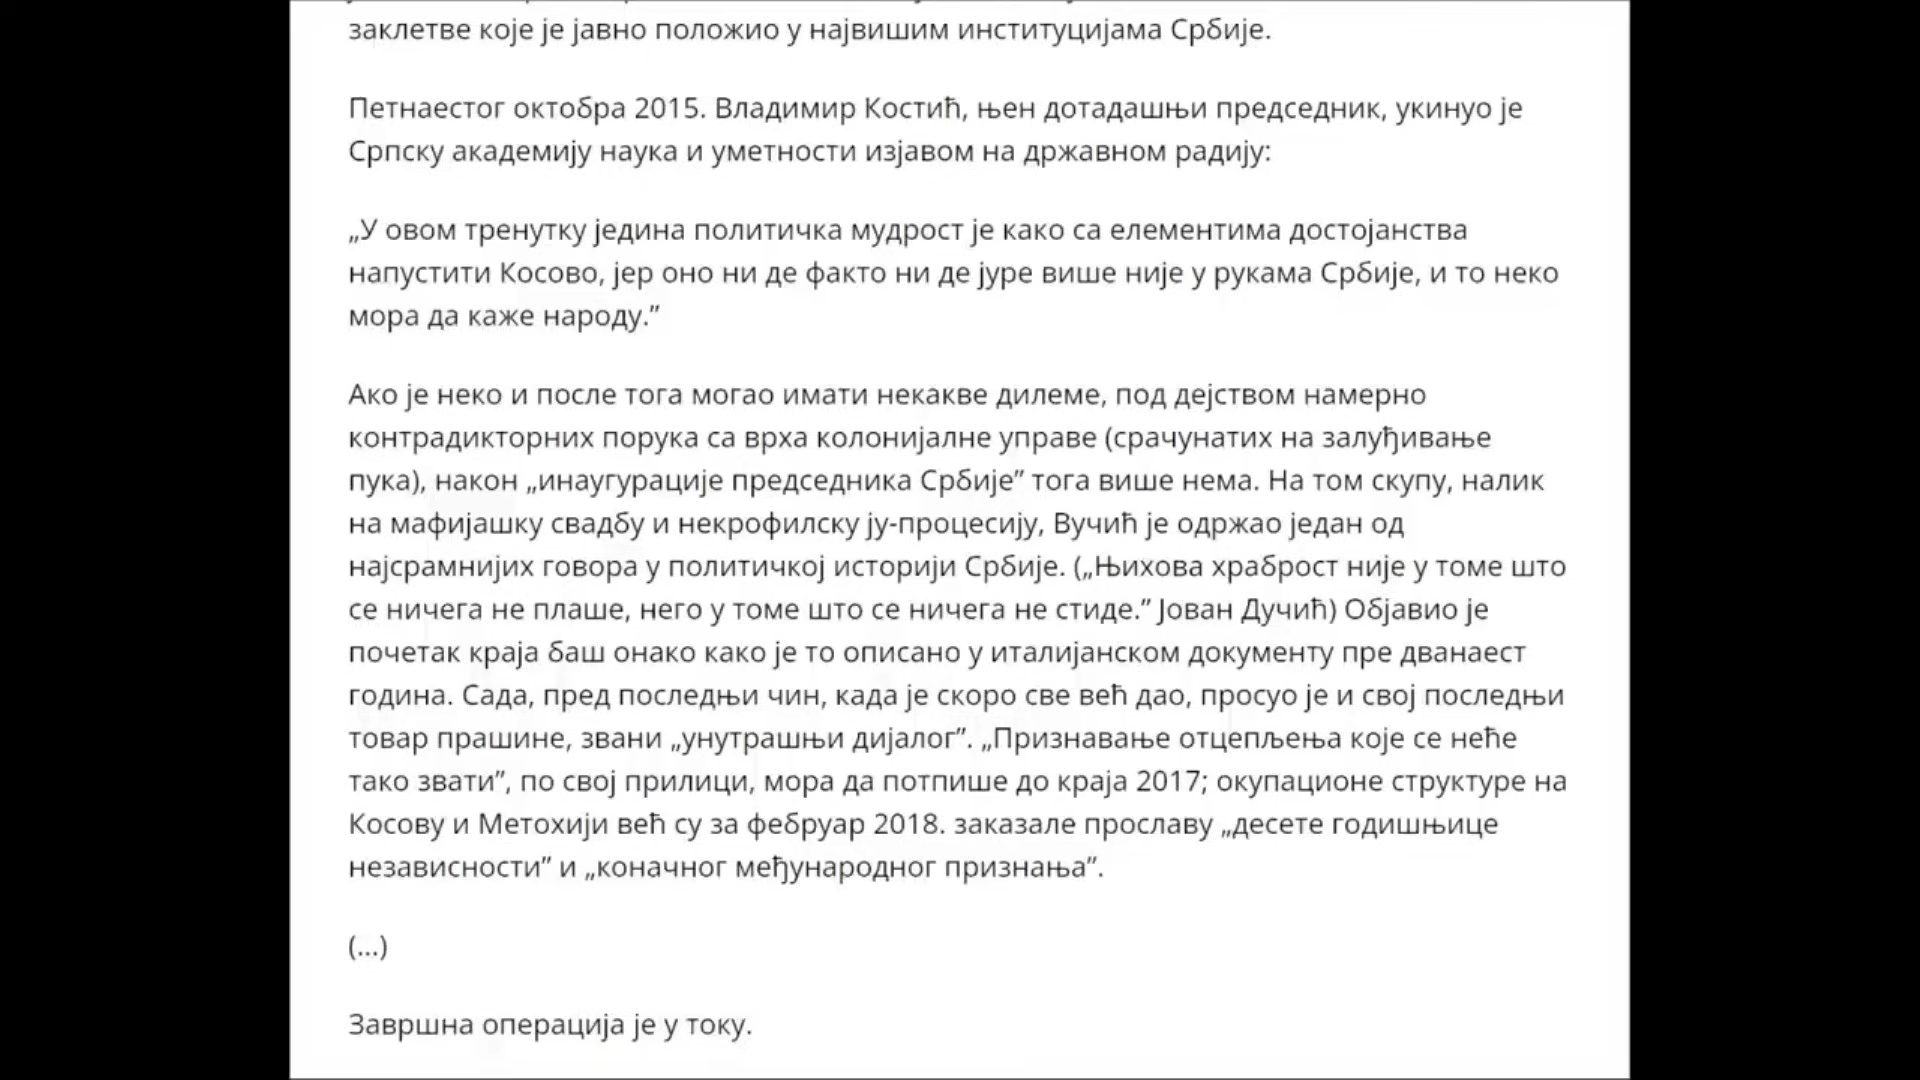 заклетве које је јавно положио у највишим институцијама Србије.
Петнаестог октобра 2015. Владимир Костић, њен дотадашњи председник, укинуо је
Српску академију наука и уметности изјавом на државном радију:
„У овом тренутку једина политичка мудрост је како са елементима достојанства
напустити Косово, јер оно ни де факто ни де јуре више није у рукама Србије, и то неко
мора да каже народу.”
Ако је неко и после тога могао имати некакве дилеме, под дејством намерно
контрадикторних порука са врха колонијалне управе (срачунатих на залуђивање
пука), након „инаугурације председника Србије” тога више нема. На том скупу, налик
на мафијашку свадбу и некрофилску ју-процесију, Вучић је одржао један од
најсрамнијих говора у политичкој историји Србије. („Њихова храброст није у томе што
се ничега не плаше, него у томе што се ничега не стиде.” Јован Дучић) Објавио је
почетак краја баш онако како је то описано у италијанском документу пре дванаест
година. Сада, пред последњи чин, када је скоро све већ дао, просуо је и свој последњи
товар прашине, звани „унутрашњи дијалог”. „Признавање отцепљења које се неће
тако звати”, по свој прилици, мора да потпише до краја 2017; окупационе структуре на
Косову и Метохији већ су за фебруар 2018. заказале прославу „десете годишњице
независности” и „коначног међународног признања”.
(...)
Завршна операција је у току.